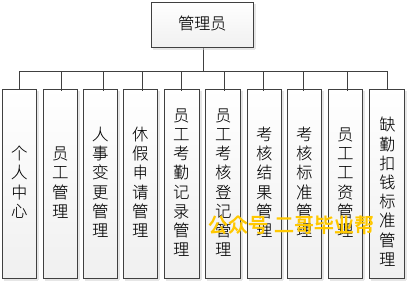 管理员
个人中心
员工管理
人事变更管理
休假申请管理
员工考勤记录管理
员工考核登记管理
考核结果管理
考核标准管理
员工工资管理
缺勤扣钱标准管理
公众号 二哥毕业帮